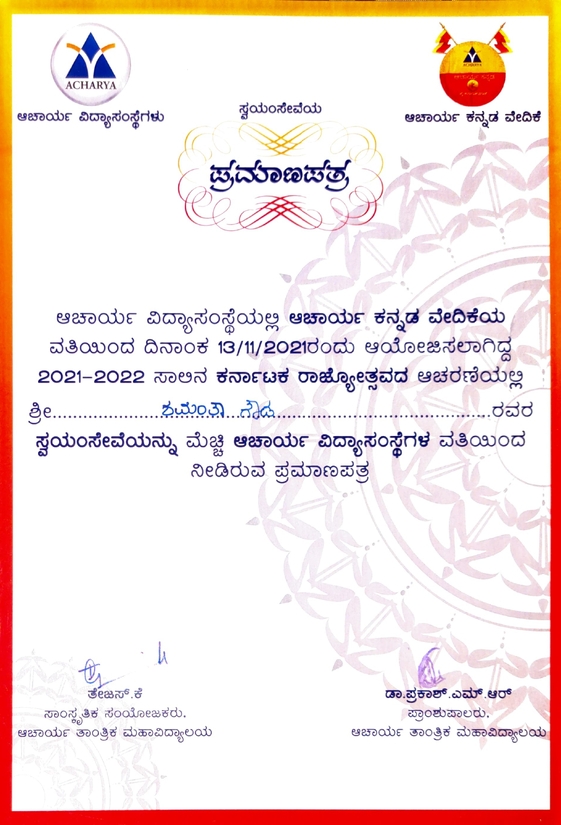 ACHARYA
ಆಚಾರ್ಯ ವಿದ್ಯಾಸಂಸ್ಥೆಗಳು
ACHARYA
ಆಚಾರ್ಯ ಕನ್ನಡ ವೇದಿಕೆ
ಸ್ವಯಂಸೇವೆಯ
ಪ್ರಮಾಣಪತ್ರ
ಆಚಾರ್ಯ ವಿದ್ಯಾಸಂಸ್ಥೆಯಲ್ಲಿ ಆಚಾರ್ಯ ಕನ್ನಡ ವೇದಿಕೆಯ
ವತಿಯಿಂದ ದಿನಾಂಕ 13/11/2021ರಂದು ಆಯೋಜಿಸಲಾಗಿದ್ದ
2021-2022 ಸಾಲಿನ ಕರ್ನಾಟಕ ರಾಜ್ಯೋತ್ಸವದ ಆಚರಣೆಯಲ್ಲಿ
ಶ್ರೀ.................... ಗೌಡ........................................ರವರ
ಸ್ವಯಂಸೇವೆಯನ್ನು ಮೆಚ್ಚಿ ಆಚಾರ್ಯ ವಿದ್ಯಾಸಂಸ್ಥೆಗಳ ವತಿಯಿಂದ
ನೀಡಿರುವ ಪ್ರಮಾಣಪತ್ರ
ತೇಜಸ್.ಕೆ
ಸಾಂಸ್ಕೃತಿಕ ಸಂಯೋಜಕರು,
ಆಚಾರ್ಯ ತಾಂತ್ರಿಕ ಮಹಾವಿದ್ಯಾಲಯ
ಡಾ.ಪ್ರಕಾಶ್.ಎಮ್.ಆರ್
ಪ್ರಾಂಶುಪಾಲರು,
ಆಚಾರ್ಯ ತಾಂತ್ರಿಕ ಮಹಾವಿದ್ಯಾಲಯ